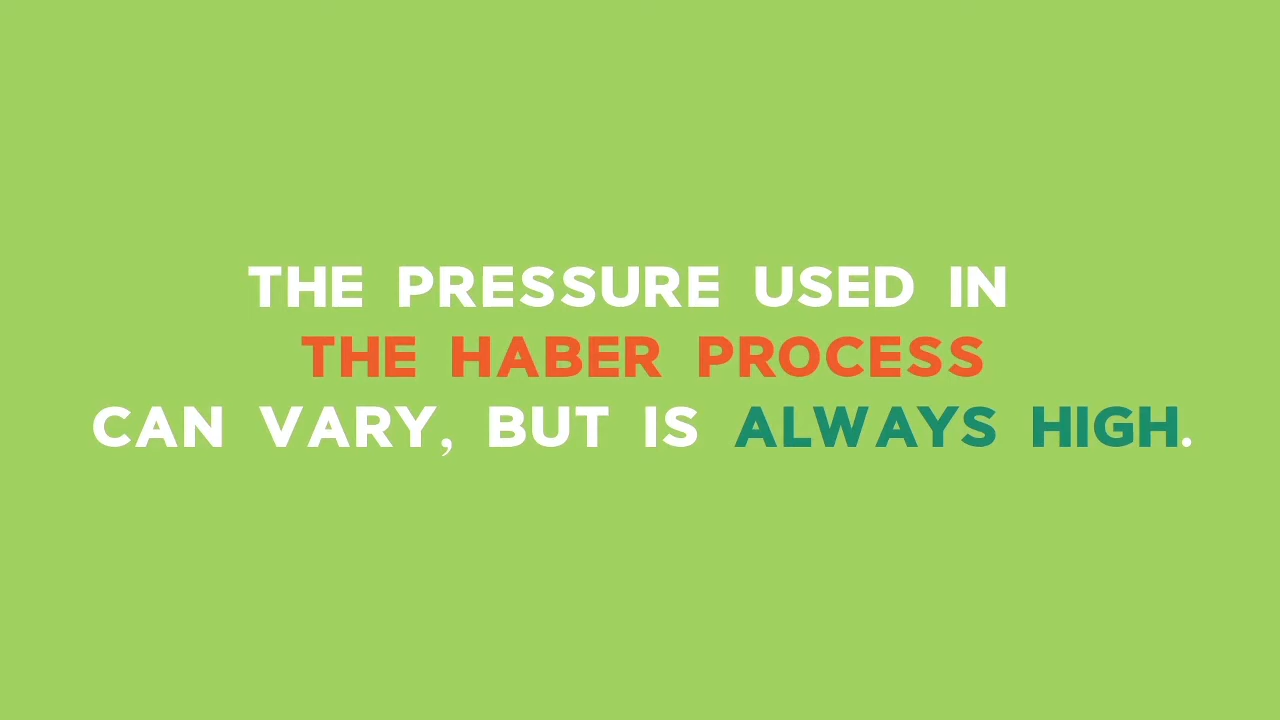 THE PRESSURE USED IN
THE HABER PROCESS
CAN VARY, BUT IS ALWAYS HIGH.